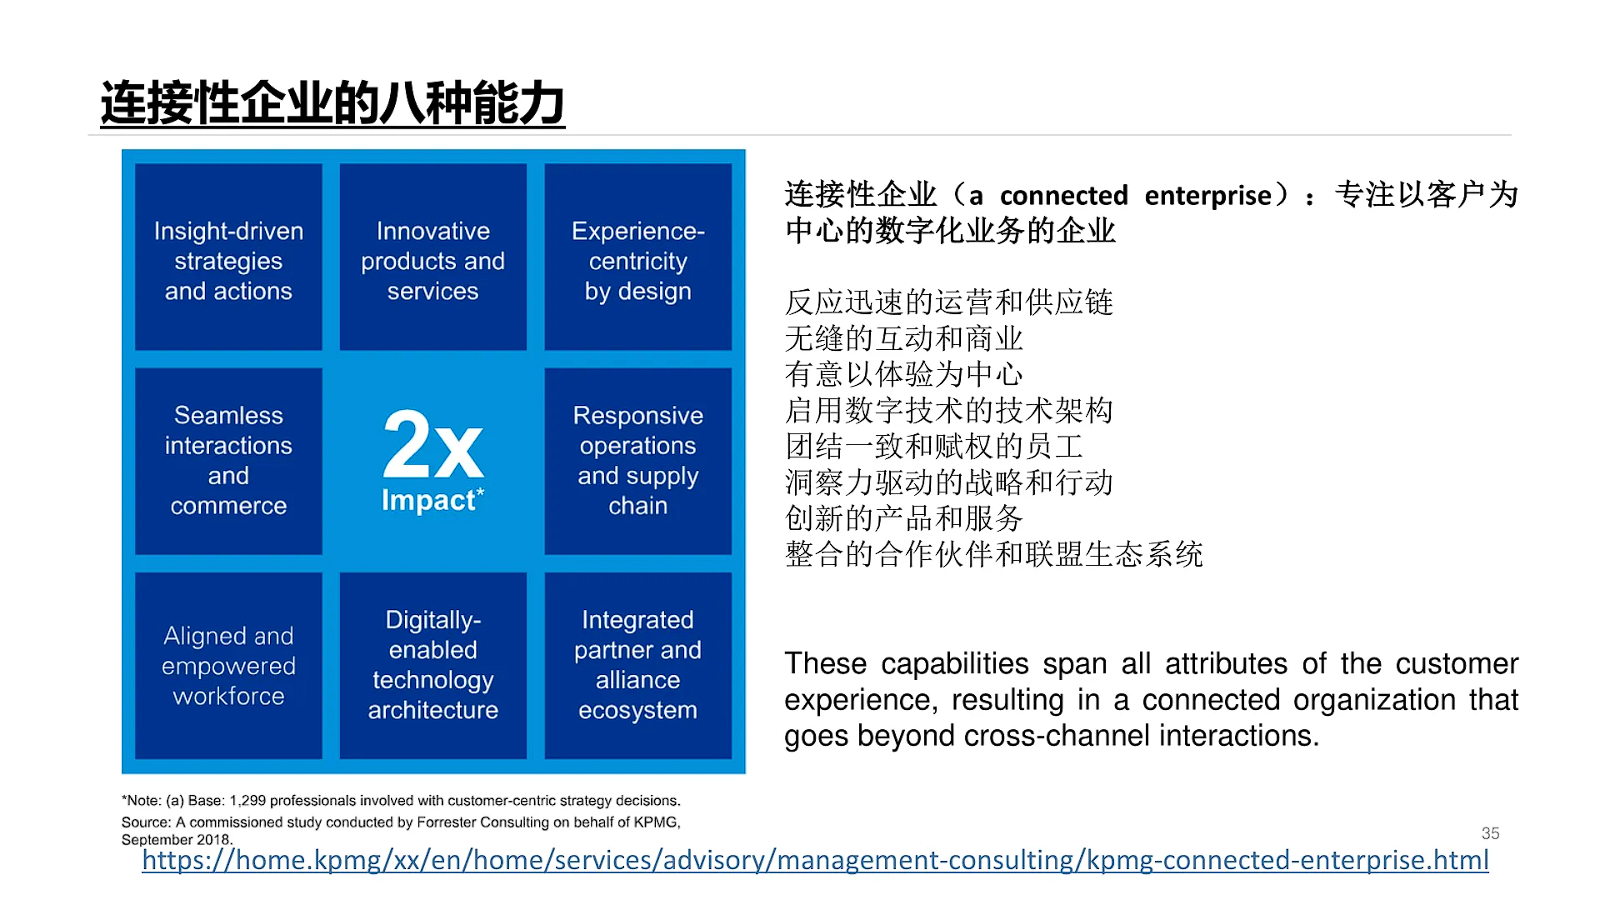 连接性企业的八种能力
Insight-driven
strategies
and actions
Innovative
products and
services
Experience-
centricity
by design
Seamless
interactions
and
commerce
2x
Impact*
Responsive
operations
and supply
chain
Aligned and
empowered
workforce
Digitally-
enabled
technology
architecture
Integrated
partner and
alliance
ecosystem
*Note: (a) Base: 1,299 professionals involved with customer-centric strategy decisions.
Source: A commissioned study conducted by Forrester Consulting on behalf of KPMG,
September 2018.
连接性企业（a connected enterprise）：专注以客户为
中心的数字化业务的企业
反应迅速的运营和供应链
无缝的互动和商业
有意以体验为中心
启用数字技术的技术架构
团结一致和赋权的员工
洞察力驱动的战略和行动
创新的产品和服务
整合的合作伙伴和联盟生态系统
These capabilities span all attributes of the customer
experience, resulting in a connected organization that
goes beyond cross-channel interactions.
35
https://home.kpmg/xx/en/home/services/advisory/management-consulting/kpmg-connected-enterprise.html